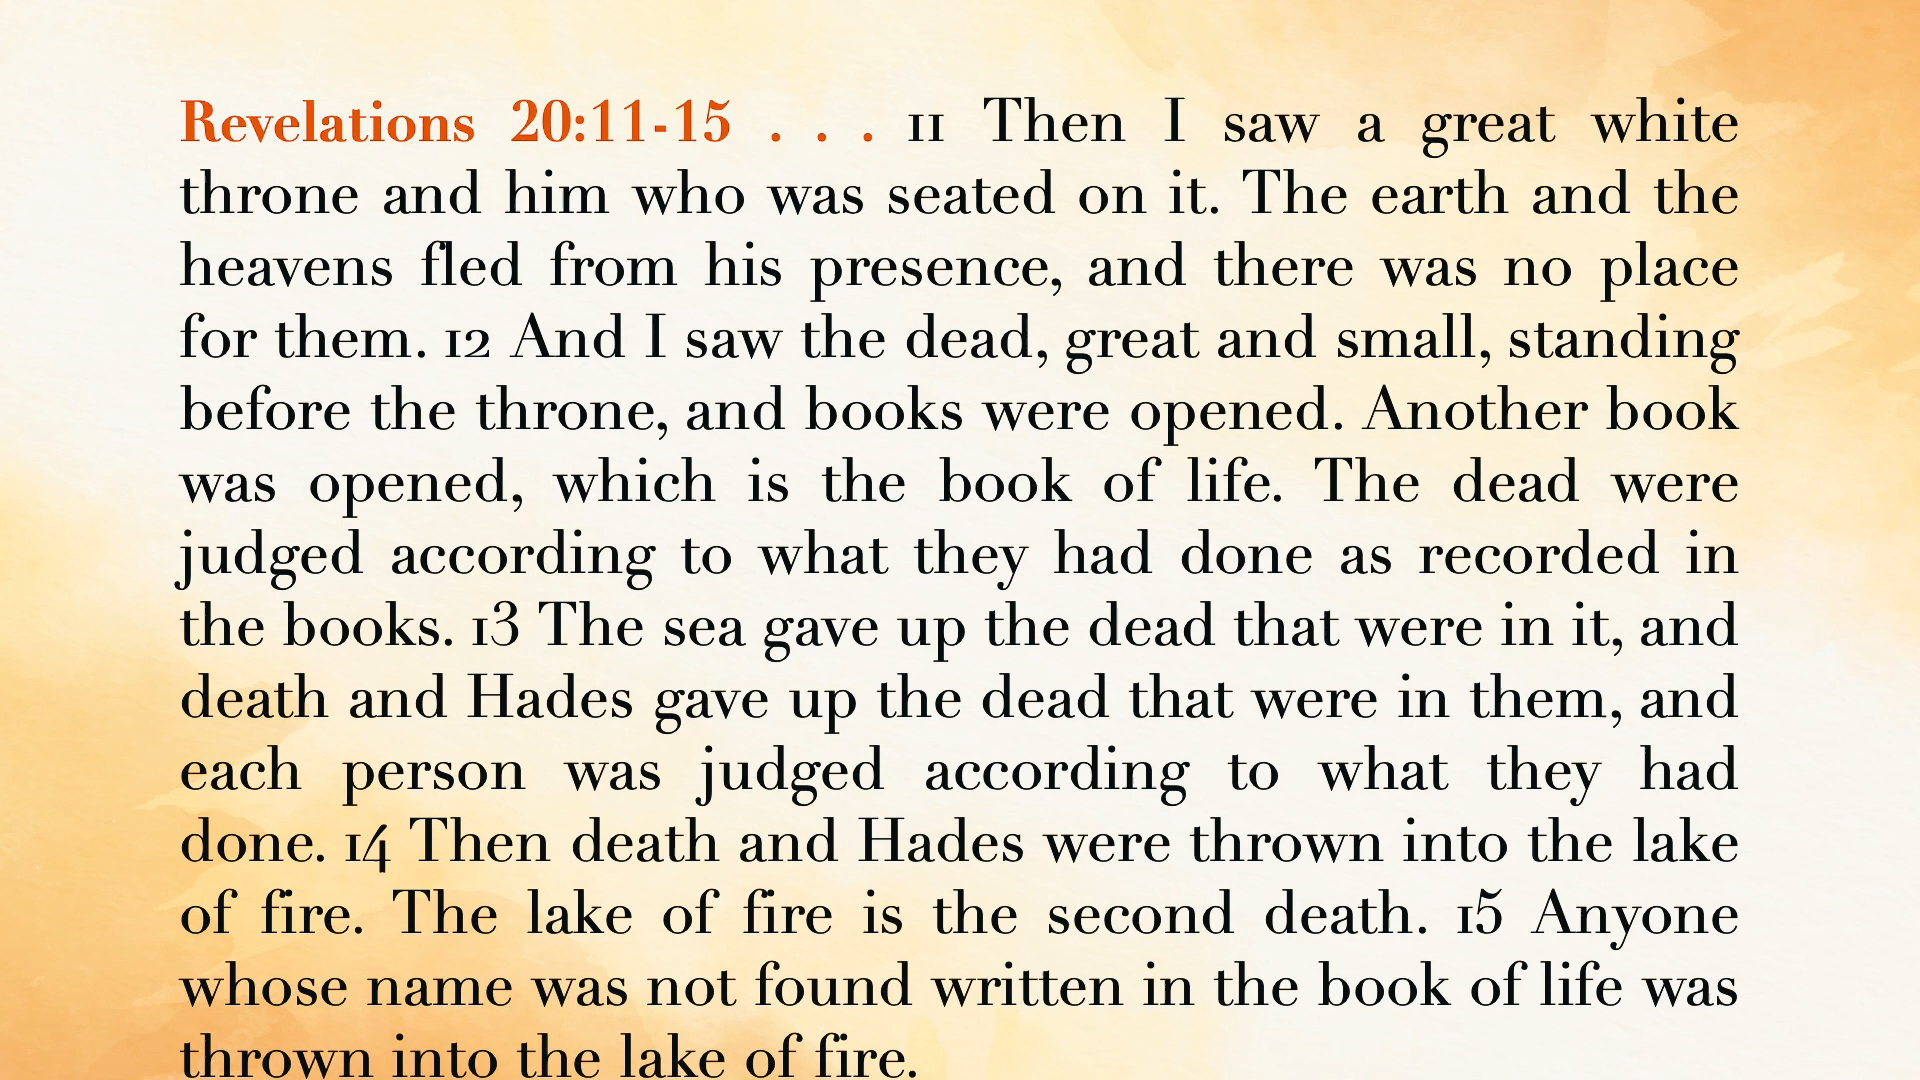 Revelations 20:11-15 . . . 11 Then I saw a great white
throne and him who was seated on it. The earth and the
heavens fled from his presence, and there was no place
for them. 12 And I saw the dead, great and small, standing
before the throne, and books were opened. Another book
was opened, which is the book of life. The dead were
judged according to what they had done as recorded in
the books. 13 The sea gave up the dead that were in it, and
death and Hades gave up the dead that were in them, and
each person was judged according to what they had
done. 14 Then death and Hades were thrown into the lake
of fire. The lake of fire is the second death. 15 Anyone
whose name was not found written in the book of life was
thrown into the lake of fire.